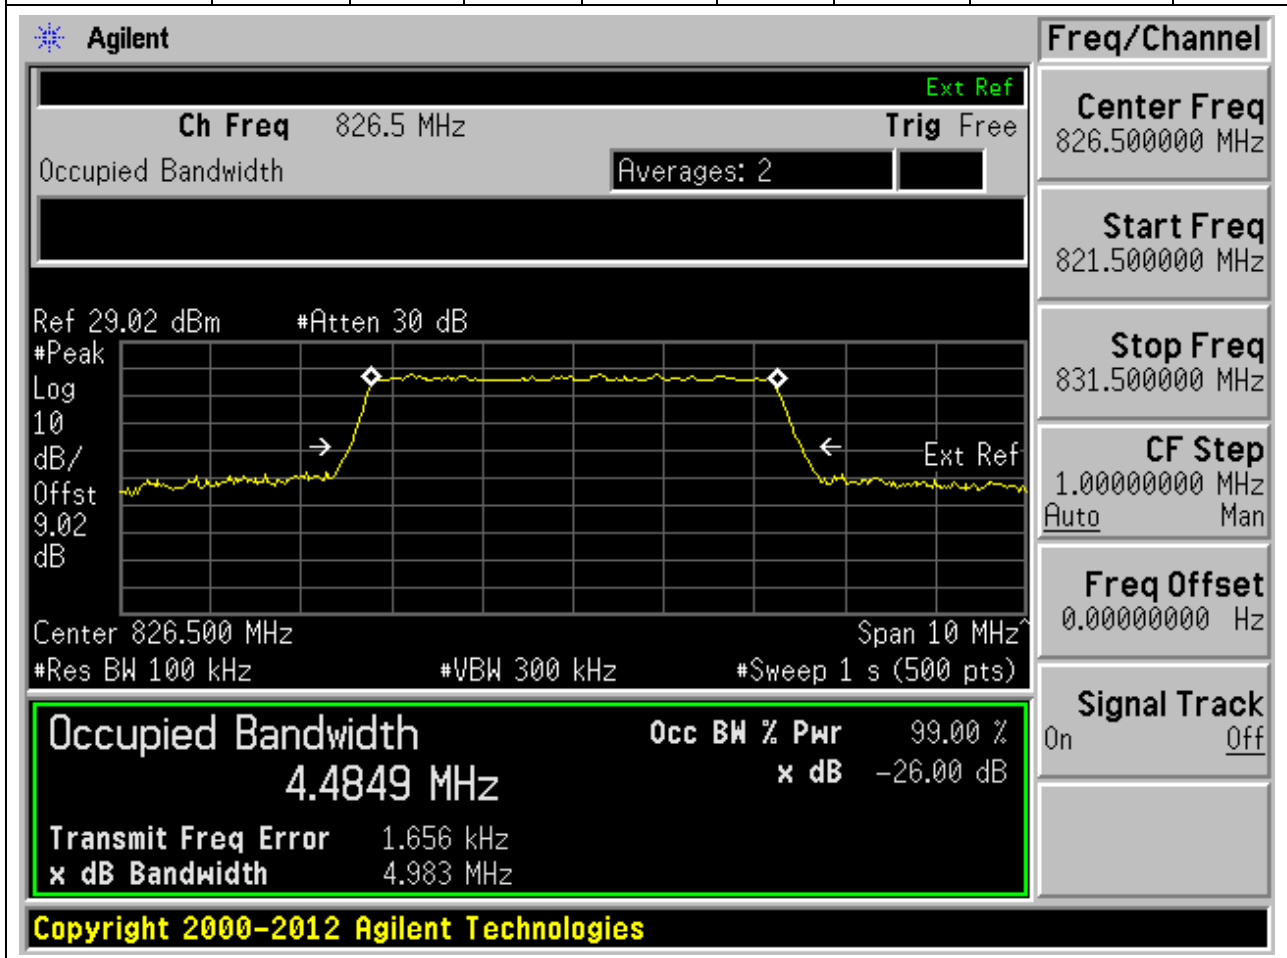 Agilent
Freq/Channel
Ext Ref
Ch Freq 826.5 MHz Trig Free
Occupied Bandwidth Averages: 2
Center Freq
826.500000 MHz
Start Freq
821.500000 MHz
Stop Freq
831.500000 MHz
CF Step
1.00000000 MHz
Auto Man
Freq Offset
0.00000000 Hz
Signal Track
On Off
Ref 29.02 dBm #Atten 30 dB
#Peak
Log
10
dB/
Offst
9.02
dB
Ext Ref
Center 826.500 MHz Span 10 MHz^
#Res BW 100 kHz #VBW 300 kHz #Sweep 1 s (500 pts)
Occupied Bandwidth
4.4849 MHz
Occ BW % Pwr 99.00 %
x dB -26.00 dB
Transmit Freq Error 1.656 kHz
x dB Bandwidth 4.983 MHz
Copyright 2000-2012 Agilent Technologies